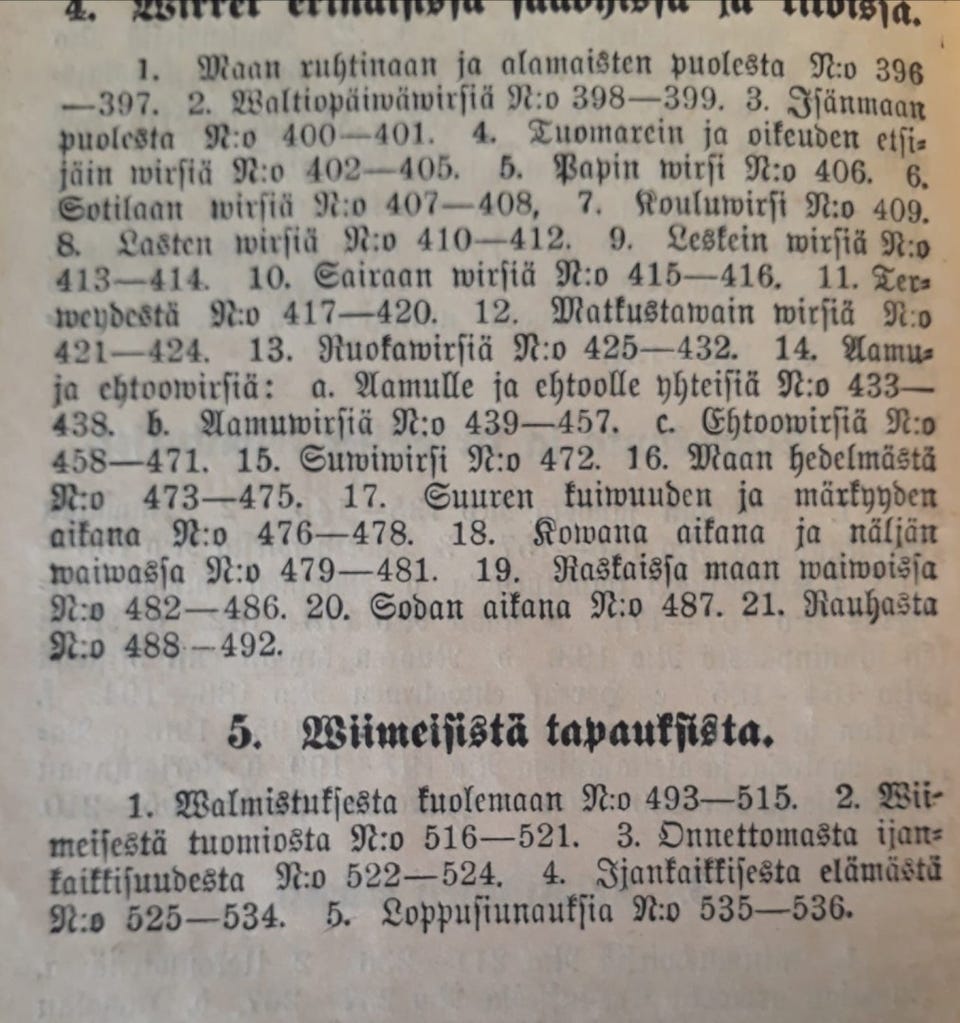 4. Wirret erinäisissä säädyissä ja tiloissa.
1. Maan ruhtinaan ja alamaisten puolesta N:o 396
—397. 2. Waltiopäiwäwirsiä N:o 398—399. 3. Isänmaan
puolesta N:o 400—401. 4. Tuomarein ja oikeuden etsi-
jäin wirsiä N:o 402—405. 5. Papin wirsi N:o 406. 6.
Sotilaan wirsiä N:o 407—408, 7. Kouluwirsi N:o 409.
8. Lasten wirsiä N:o 410—412. 9. Leskein wirsiä N:o
413—414. 10. Sairaan wirsiä N:o 415—416. 11. Ter-
weydestä N:o 417—420. 12. Matkustawain wirsiä N:o
421—424. 13. Ruokawirsiä N:o 425—432. 14. Aamu-
ja ehtoowirsiä: a. Aamulle ja ehtoolle yhteisiä N:o 433—
438. b. Aamuwirsiä N:o 439—457. c. Ehtoowirsiä N:o
458—471. 15. Suwiwirsi N:o 472. 16. Maan hedelmästä
N:o 473—475. 17. Suuren kuiwuuden ja märkyyden
aikana N:o 476—478. 18. Kowana aikana ja näljän
waiwassa N:o 479—481. 19. Raskaissa maan waiwoissa
N:o 482—486. 20. Sodan aikana N:o 487. 21. Rauhasta
N:o 488—492.
5. Wiimeisistä tapauksista.
1. Walmistuksesta kuolemaan N:o 493—515. 2. Wii-
meisestä tuomiosta N:o 516—521. 3. Onnettomasta ijan-
kaikkisuudesta N:o 522—524. 4. Ijankaikkisesta elämästä
N:o 525—534. 5. Loppusiunauksia N:o 535—536.